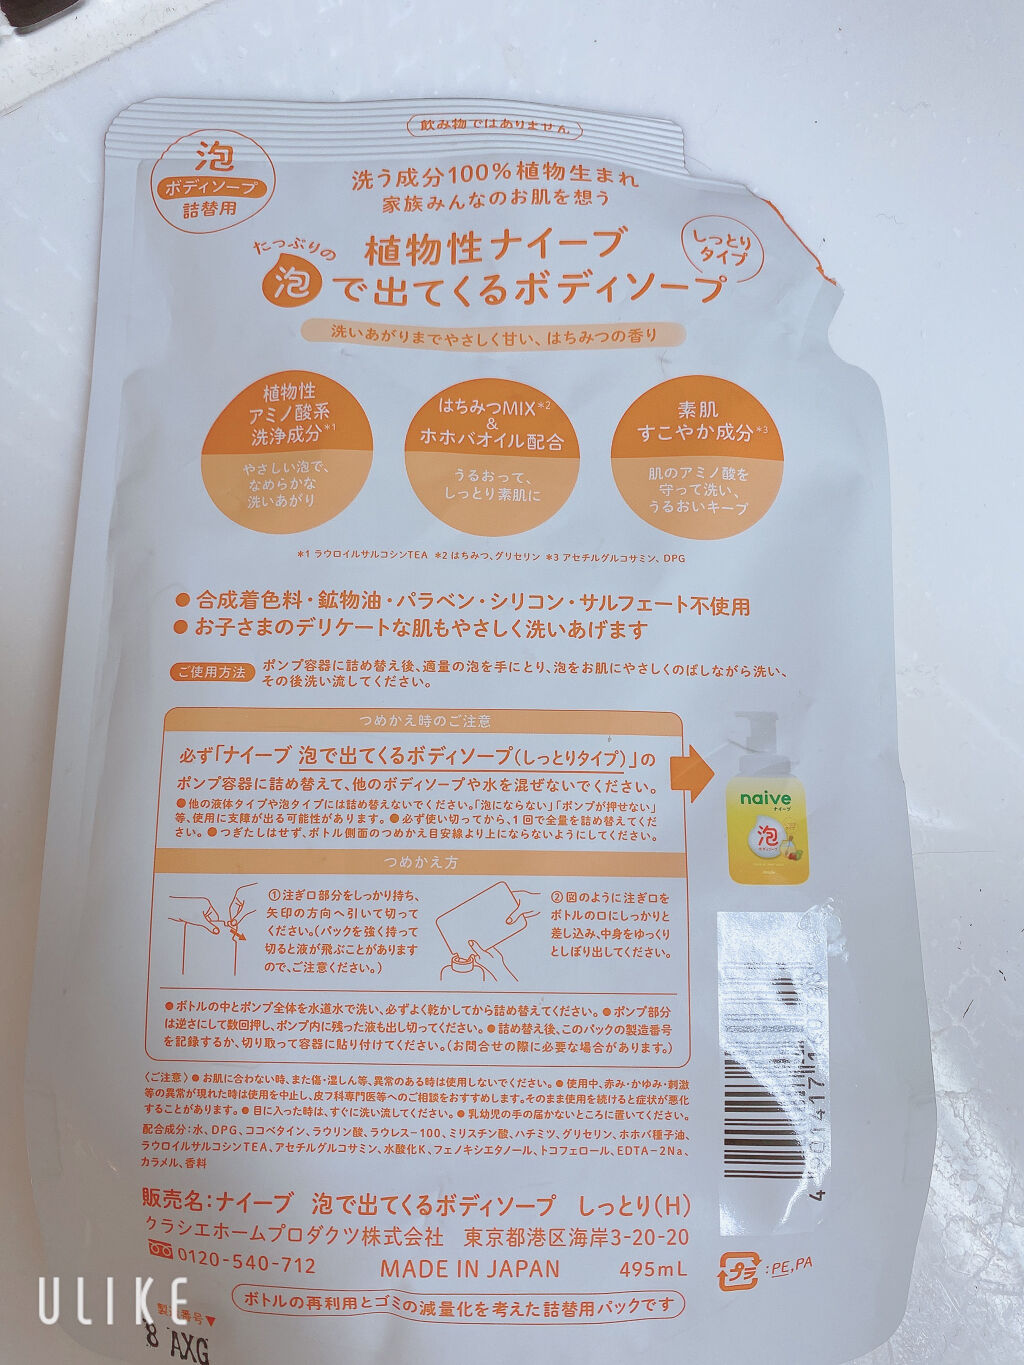 飲み物ではありません
泡
ボディソープ
詰替用
洗う成分100%植物生まれ
家族みんなのお肌を想う
たっぷりの
植物性ナイーブ
泡で出てくるボディソープ
しっとり
タイプ
洗いあがりまでやさしく甘い、はちみつの香り
植物性
アミノ酸系
洗浄成分*1
やさしい泡で、
なめらかな
洗いあがり
はちみつMIX*2
&
ホホバオイル配合
うるおって、
しっとり素肌に
素肌
すこやか成分*3
肌のアミノ酸を
守って洗い、
うるおいキープ
*1 ラウロイルサルコシンTEA *2 はちみつ、グリセリン *3 アセチルグルコサミン、DPG
● 合成着色料・鉱物油・パラベン・シリコン・サルフェート不使用
● お子さまのデリケートな肌もやさしく洗いあげます
ご使用方法 ポンプ容器に詰め替え後、適量の泡を手にとり、泡をお肌にやさしくのばしながら洗い、
その後洗い流してください。
つめかえ時のご注意
必ず「ナイーブ 泡で出てくるボディソープ(しっとりタイプ)」の
ポンプ容器に詰め替えて、他のボディソープや水を混ぜないでください。
●他の液体タイプや泡タイプには詰め替えないでください。「泡にならない」「ポンプが押せない」
等、使用に支障が出る可能性があります。●必ず使い切ってから、1回で全量を詰め替えてくだ
さい。●つぎたしはせず、ボトル側面のつめかえ目安線より上にならないようにしてください。
naive
ナイーブ
泡
ボディソープ
つめかえ方
①注ぎ口部分をしっかり持ち、
矢印の方向へ引いて切って
ください。(パックを強く持って
切ると液が飛ぶことがあります
ので、ご注意ください。)
②図のように注ぎ口を
ボトルの口にしっかりと
差し込み、中身をゆっくり
としぼり出してください。
●ボトルの中とポンプ全体を水道水で洗い、必ずよく乾かしてから詰め替えてください。●ポンプ部分
は逆さにして数回押し、ポンプ内に残った液も出し切ってください。●詰め替え後、このパックの製造番号
を記録するか、切り取って容器に貼り付けてください。(お問合せの際に必要な場合があります。)
〈ご注意〉●お肌に合わない時、また傷・湿しん等、異常のある時は使用しないでください。●使用中、赤み・かゆみ・刺激
等の異常が現れた時は使用を中止し、皮フ科専門医等へのご相談をおすすめします。そのまま使用を続けると症状が悪化
することがあります。●目に入った時は、すぐに洗い流してください。●乳幼児の手の届かないところに置いてください。
配合成分:水、DPG、ココベタイン、ラウリン酸、ラウレス-100、ミリスチン酸、ハチミツ、グリセリン、ホホバ種子油、
ラウロイルサルコシンTEA、アセチルグルコサミン、水酸化K、フェノキシエタノール、トコフェロール、EDTA-2Na、
カラメル、香料
販売名:ナイーブ 泡で出てくるボディソープ しっとり(H)
クラシエホームプロダクツ株式会社 東京都港区海岸3-20-20
0120-540-712 MADE IN JAPAN 495mL
プラ :PE,PA
ボトルの再利用とゴミの減量化を考えた詰替用パックです
ULIKE
8 AXG